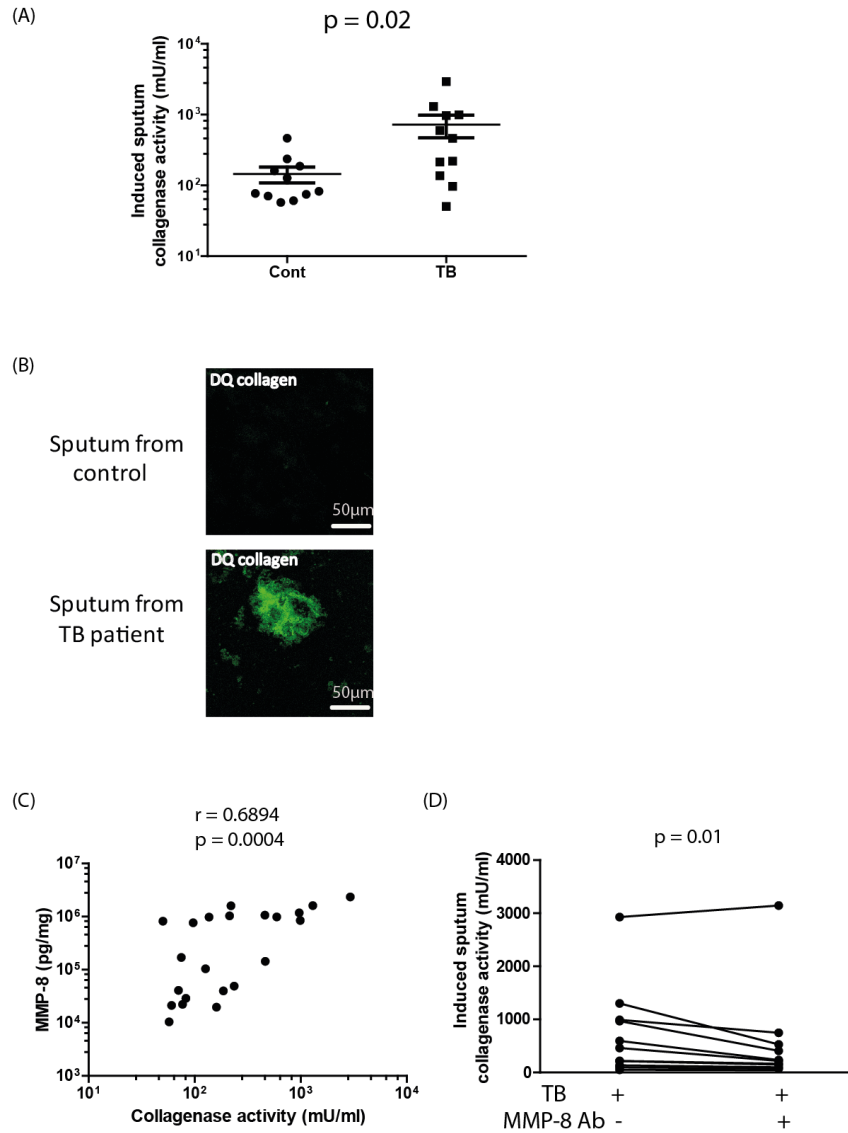 (A)
p = 0.02
Induced sputum
collagenase activity (mU/ml)
10⁴
10³
10²
10¹
Cont TB
(B)
DQ collagen
Sputum from
control
50µm
DQ collagen
Sputum from
TB patient
50µm
(C)
r = 0.6894
p = 0.0004
MMP-8 (pg/mg)
10⁷
10⁶
10⁵
10⁴
10³
10¹ 10² 10³ 10⁴
Collagenase activity (mU/ml)
(D)
p = 0.01
Induced sputum
collagenase activity (mU/ml)
4000
3000
2000
1000
0
TB + +
MMP-8 Ab - +